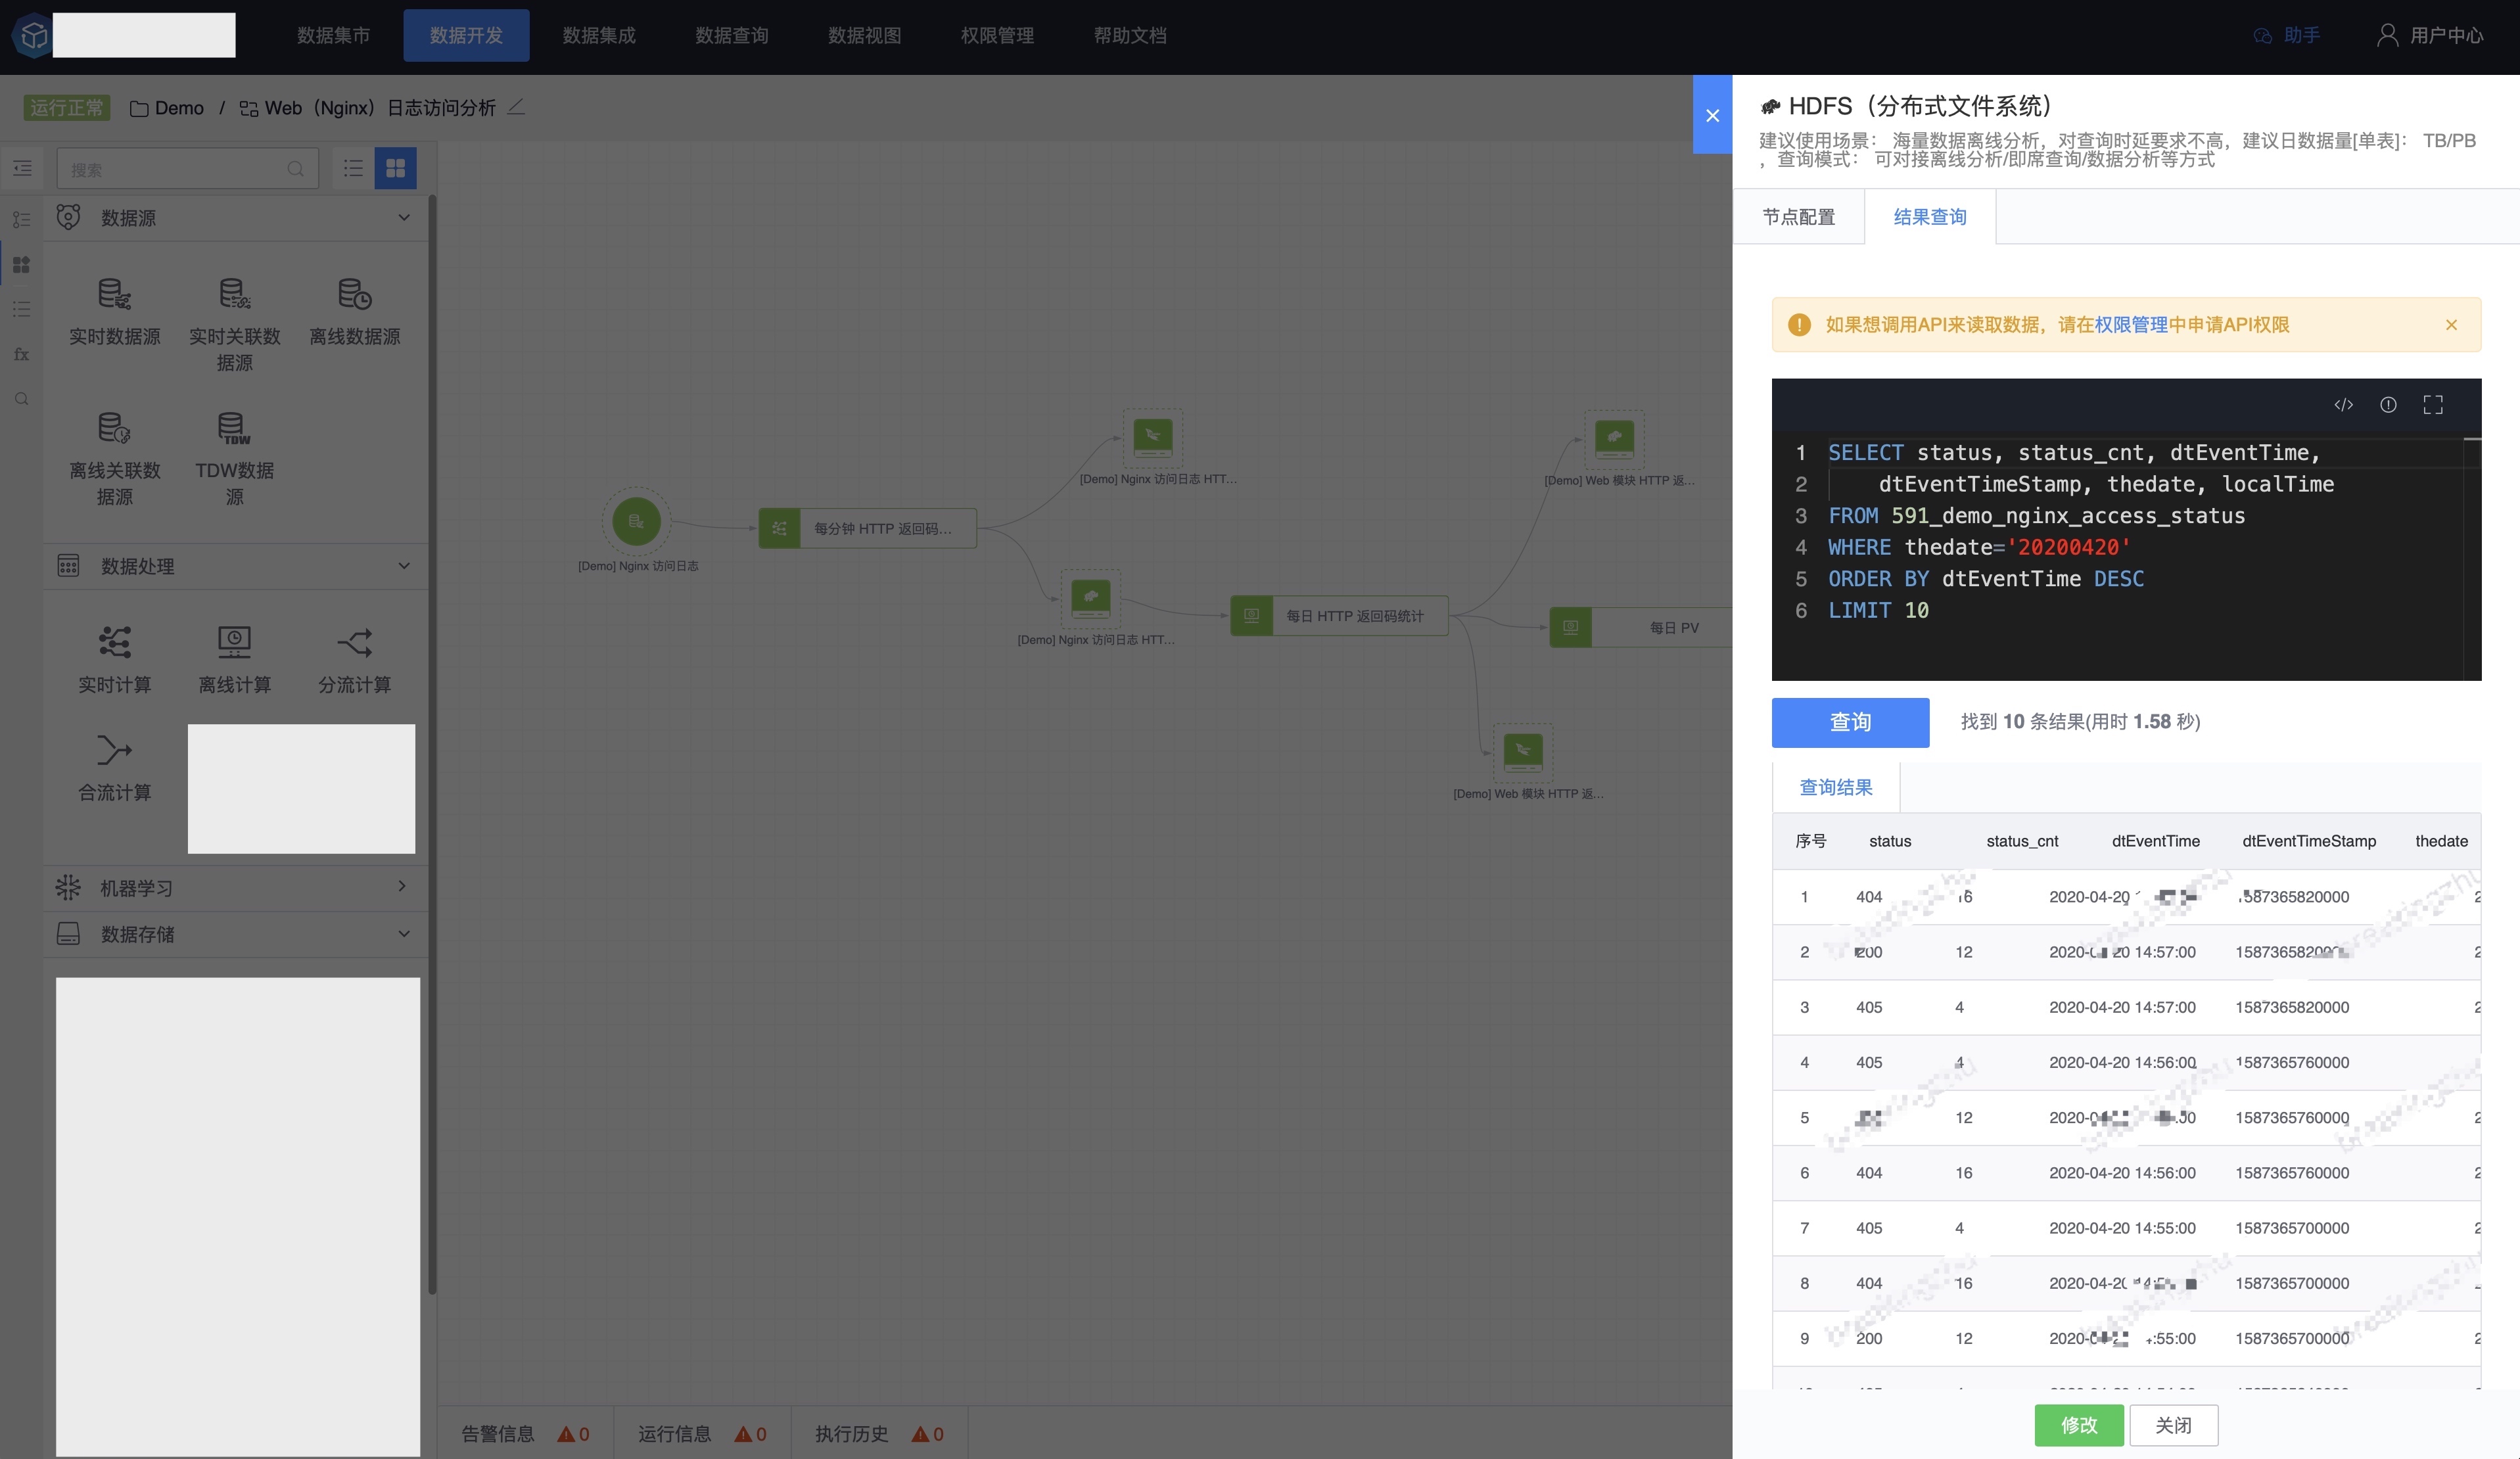 数据集市
数据开发
数据集成
数据查询
数据视图
权限管理
帮助文档
助手
用户中心
运行正常 Demo / Web（Nginx）日志访问分析
搜索
fx
数据源
实时数据源
实时关联数
据源
离线数据源
离线关联数
据源
TDW
TDW数据
源
数据处理
实时计算
离线计算
分流计算
合流计算
机器学习
数据存储
[Demo] Nginx 访问日志
每分钟 HTTP 返回码...
[Demo] Nginx 访问日志 HTT...
[Demo] Nginx 访问日志 HTT...
每日 HTTP 返回码统计
[Demo] Web 模块 HTTP 返...
每日 PV
[Demo] Web 模块 HTTP 返...
告警信息 0
运行信息 0
执行历史 0
HDFS（分布式文件系统）
建议使用场景： 海量数据离线分析，对查询时延要求不高，建议日数据量[单表]： TB/PB
，查询模式： 可对接离线分析/即席查询/数据分析等方式
节点配置
结果查询
如果想调用API来读取数据，请在权限管理中申请API权限
1 SELECT status, status_cnt, dtEventTime,
2 dtEventTimeStamp, thedate, localTime
3 FROM 591_demo_nginx_access_status
4 WHERE thedate='20200420'
5 ORDER BY dtEventTime DESC
6 LIMIT 10
查询
找到 10 条结果(用时 1.58 秒)
查询结果
序号 status status_cnt dtEventTime dtEventTimeStamp thedate
1 404 16 2020-04-20 1587365820000 2
2 200 12 2020- 20 14:57:00 158736582 2
3 405 4 2020-04-20 14:57:00 1587365820000 2
4 405 4 2020-04-20 14:56:00 1587365760000 2
5 12 2020-0 :00 1587365760000 2
6 404 16 2020-04-20 14:56:00 1587365760000 2
7 405 4 2020-04-20 14:55:00 1587365700000 2
8 404 16 2020-04-20 1587365700000
9 200 12 2020- :55:00 1587365700000 2
修改
关闭